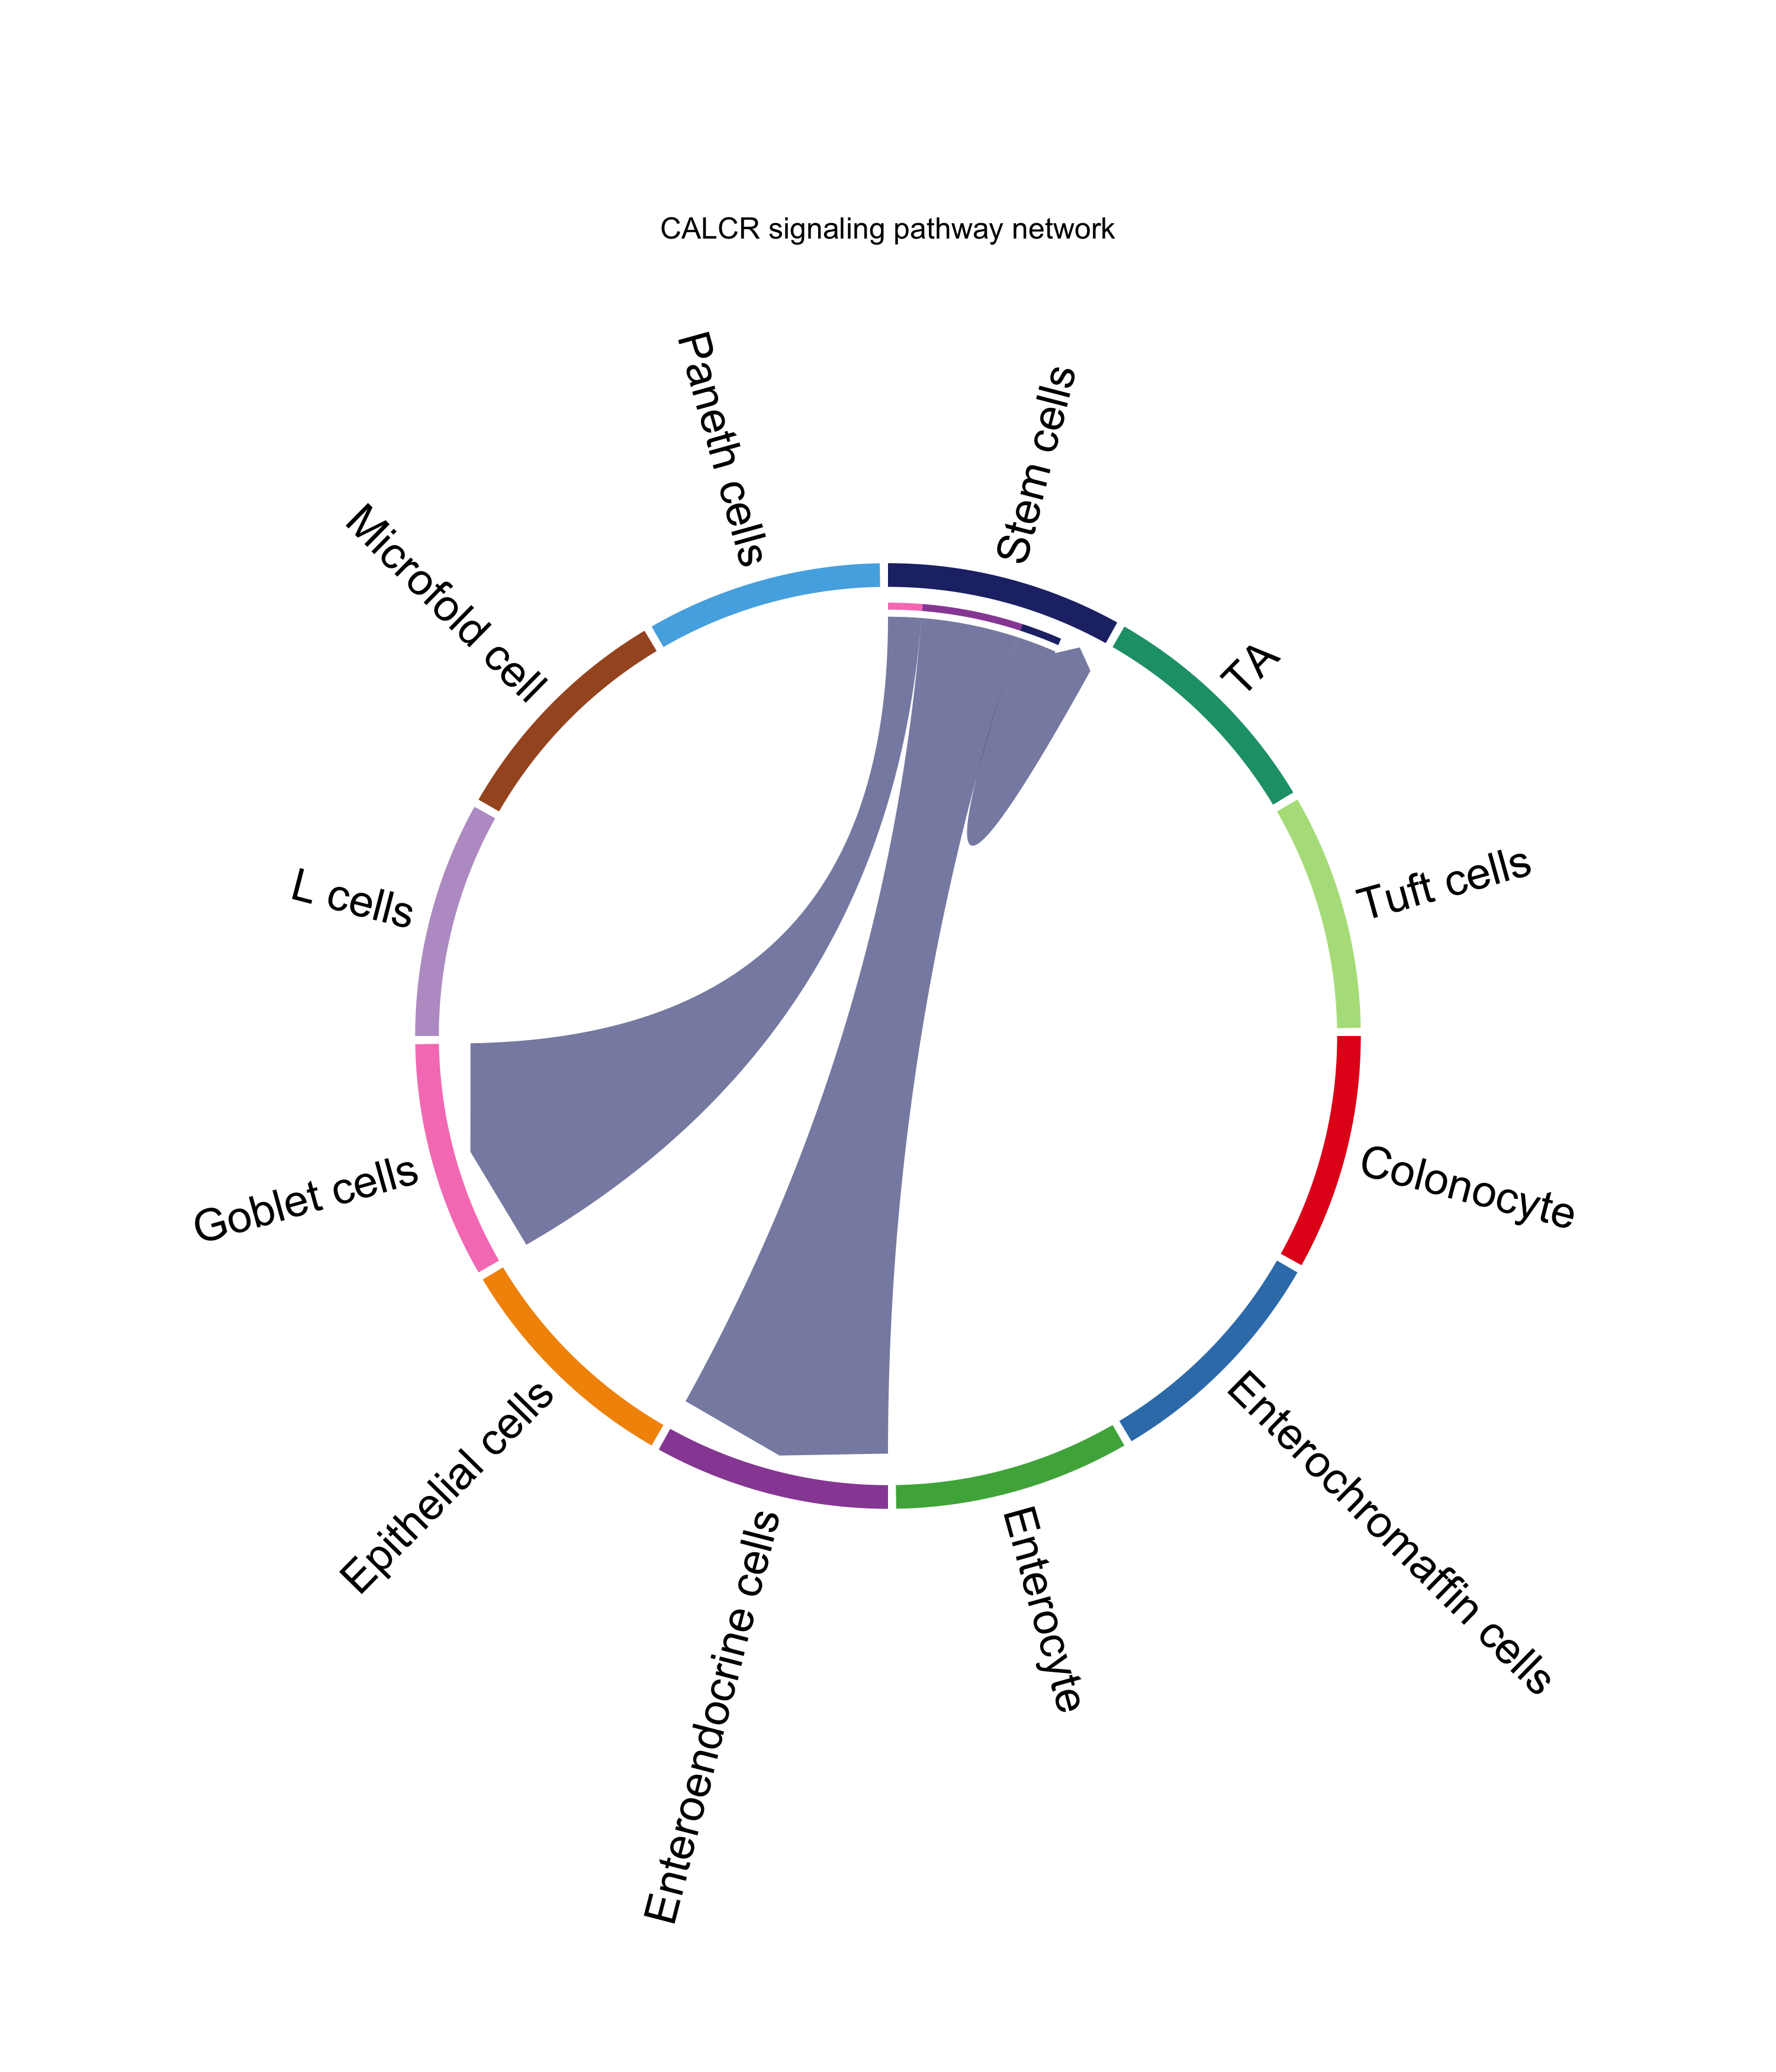 CALCR signaling pathway network
Paneth cells
Stem cells
Microfold cell
TA
L cells
Tuft cells
Goblet cells
Colonocyte
Epithelial cells
Enterochromaffin cells
Enteroendocrine cells
Enterocyte